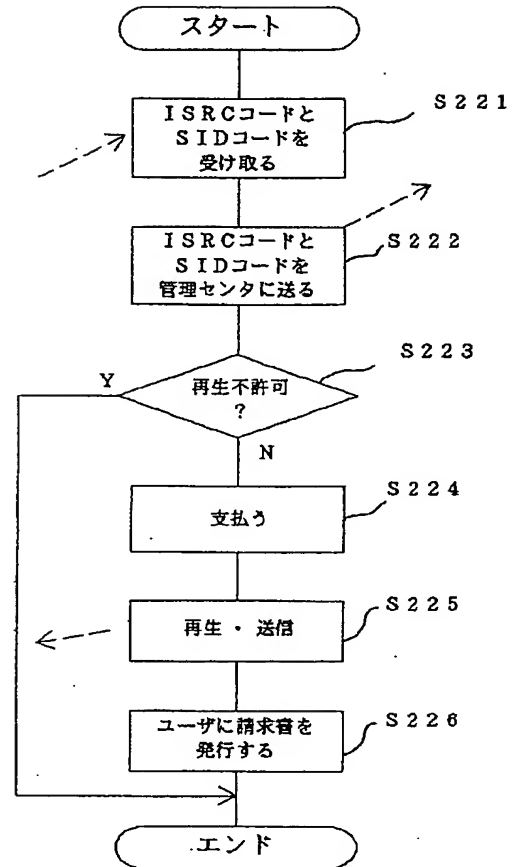 スタート
S221
ISRCコードと
SIDコードを
受け取る
S222
ISRCコードと
SIDコードを
管理センタに送る
S223
Y
再生不許可
?
N
S224
支払う
S225
再生・送信
S226
ユーザに請求書を
発行する
エンド